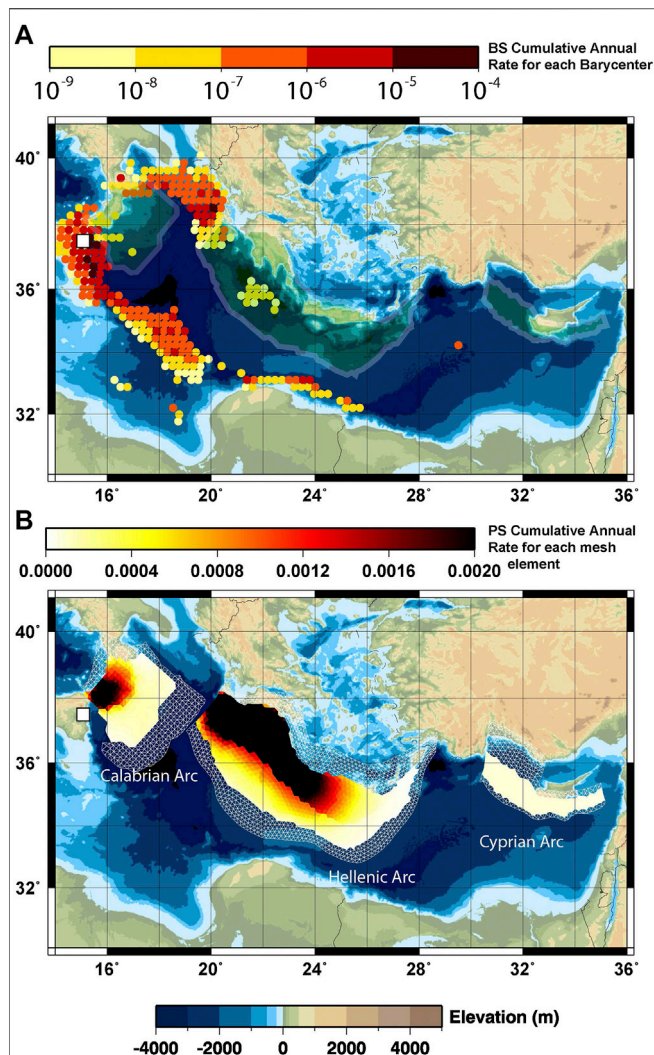 A
BS Cumulative Annual
Rate for each Barycenter
10-9 10-8 10-7 10-6 10-5 10-4
40°
36°
32°
16° 20° 24° 28° 32° 36°
B
PS Cumulative Annual
Rate for each mesh
element
0.0000 0.0004 0.0008 0.0012 0.0016 0.0020
40°
36°
32°
Calabrian Arc
Hellenic Arc
Cyprian Arc
16° 20° 24° 28° 32° 36°
Elevation (m)
-4000 -2000 0 2000 4000